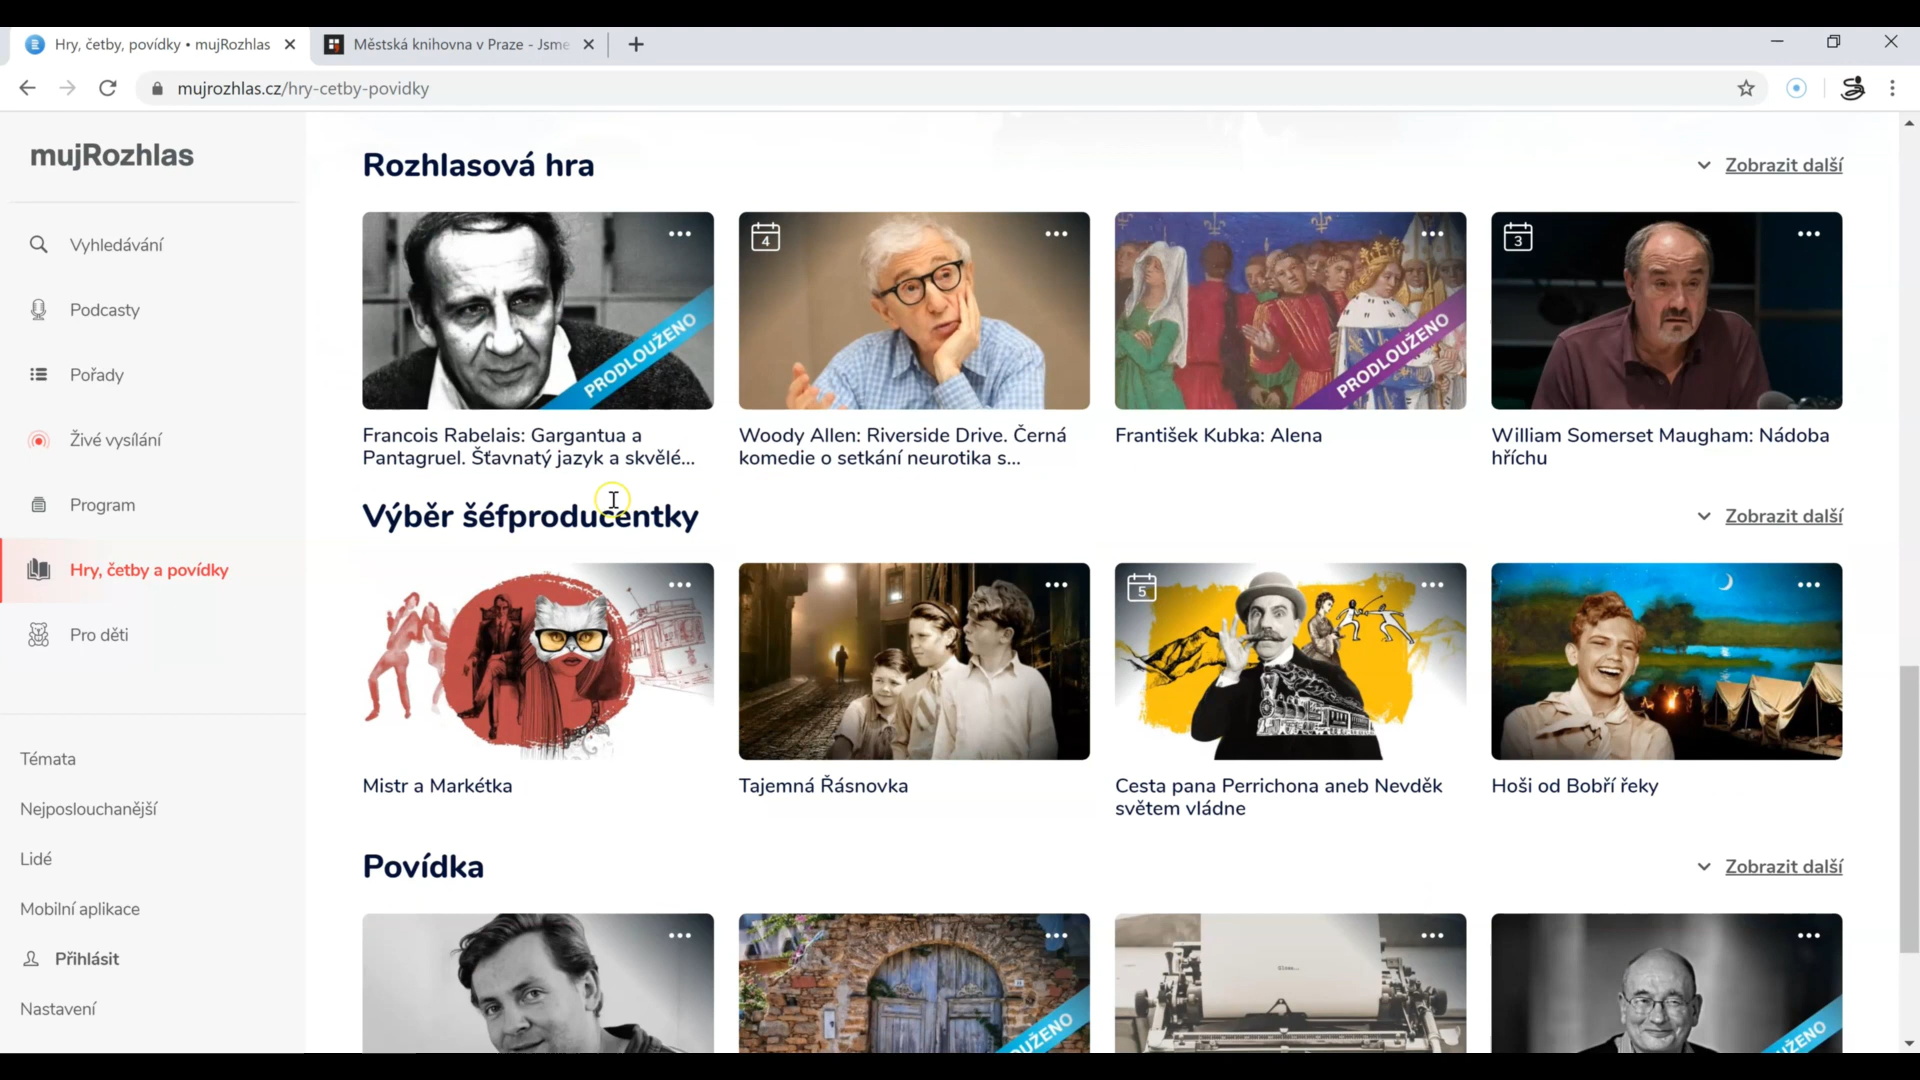 Hry, četby, povídky • mujRozhlas
Městská knihovna v Praze - Jsme
mujrozhlas.cz/hry-cetby-povidky
mujRozhlas
Vyhledávání
Podcasty
Pořady
Živé vysílání
Program
Hry, četby a povídky
Pro děti
Témata
Nejposlouchanější
Lidé
Mobilní aplikace
Přihlásit
Nastavení
Rozhlasová hra
Zobrazit další
PRODLOUŽENO
4
PRODLOUŽENO
3
Francois Rabelais: Gargantua a
Pantagruel. Šťavnatý jazyk a skvělé...
Woody Allen: Riverside Drive. Černá
komedie o setkání neurotika s...
František Kubka: Alena
William Somerset Maugham: Nádoba
hříchu
Výběr šéfproducentky
Zobrazit další
5
Mistr a Markétka
Tajemná Řásnovka
Cesta pana Perrichona aneb Nevděk
světem vládne
Hoši od Bobří řeky
Povídka
Zobrazit další
OUŽENO
UŽENO